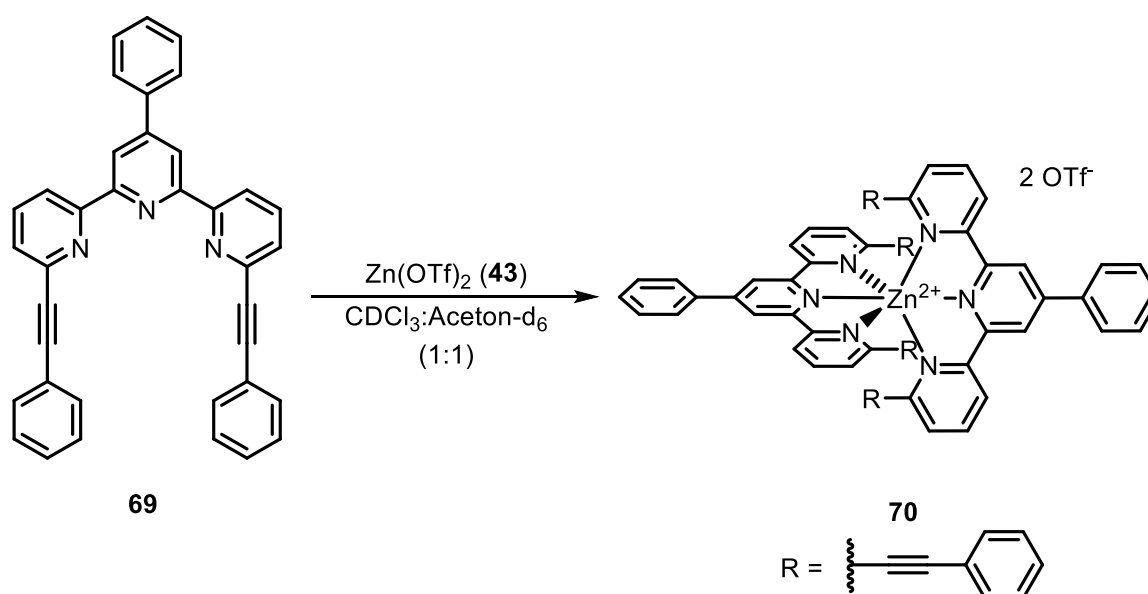 N
N
N
69
Zn(OTf)2 (43)
CDCl3:Aceton-d6
(1:1)
2 OTf-
R
R
N
N
N
Zn2+
N
N
R
N
R
70
R =